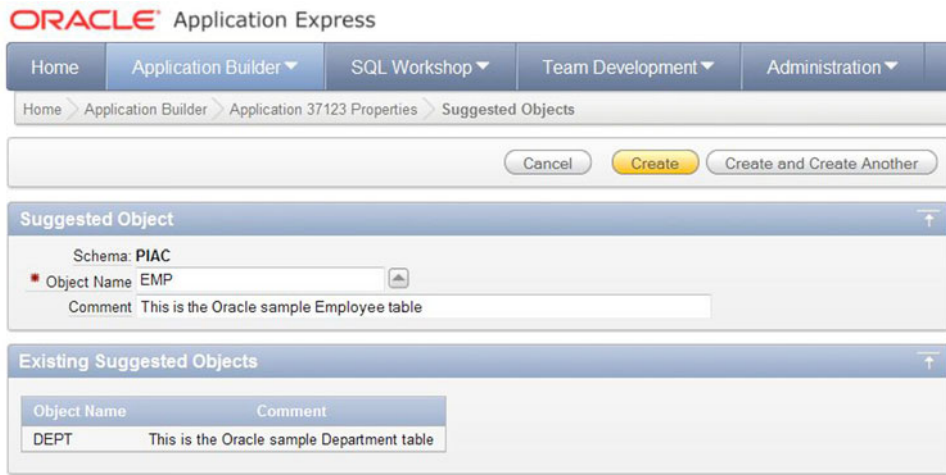 ORACLE Application Express
Home Application Builder SQL Workshop Team Development Administration
Home Application Builder Application 37123 Properties Suggested Objects
Cancel Create Create and Create Another
Suggested Object
Schema: PIAC
Object Name EMP
Comment This is the Oracle sample Employee table
Existing Suggested Objects
Object Name Comment
DEPT This is the Oracle sample Department table